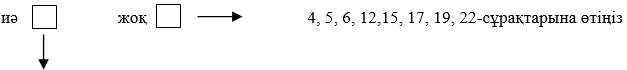 иә жоқ 4, 5, 6, 12,15, 17, 19, 22-сұрақтарына өтіңіз